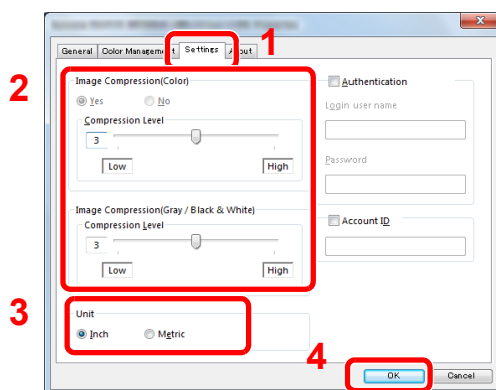 1
General Color Management Settings About
2
Image Compression(Color)
Yes No
Compression Level
3
Low High
Image Compression(Gray / Black & White)
Compression Level
3
Low High
Authentication
Login user name
Password
Account ID
3
Unit
Inch Metric
4
OK Cancel